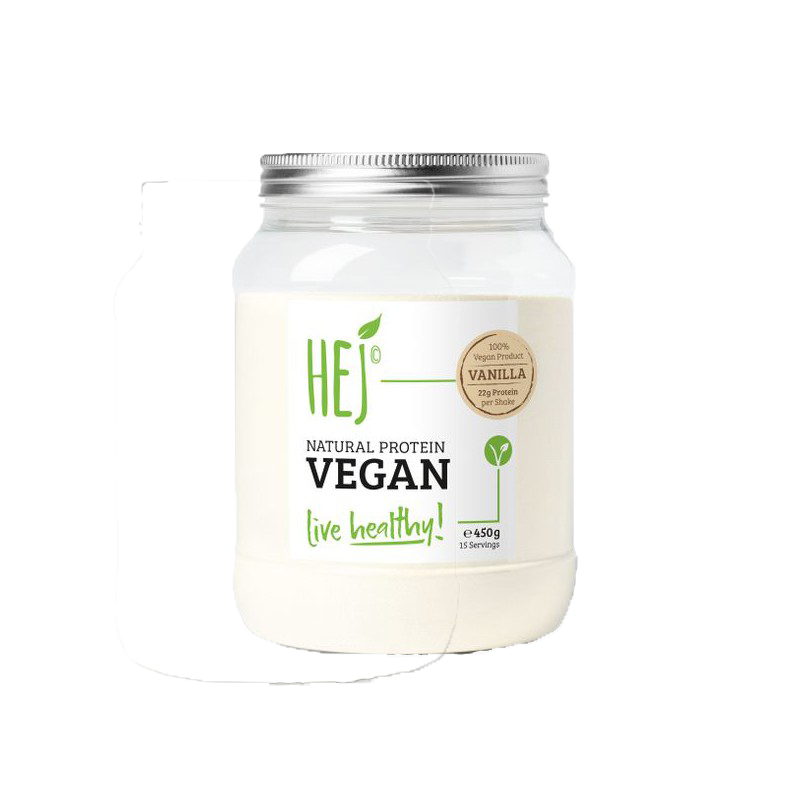 HEJ©
100%
Vegan Product
VANILLA
22g Protein
per Shake
NATURAL PROTEIN
VEGAN
live healthy!
℮ 450g
15 Servings